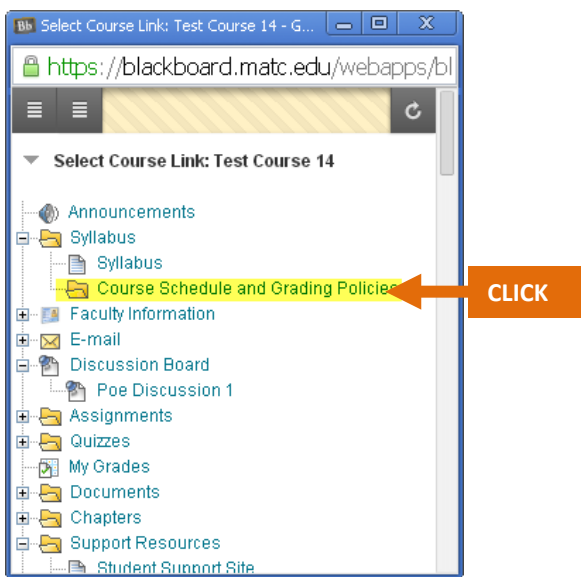 Bb Select Course Link: Test Course 14 - G...
https://blackboard.matc.edu/webapps/bl
Select Course Link: Test Course 14
Announcements
Syllabus
Syllabus
Course Schedule and Grading Policies
CLICK
Faculty Information
E-mail
Discussion Board
Poe Discussion 1
Assignments
Quizzes
My Grades
Documents
Chapters
Support Resources
Student Support Site